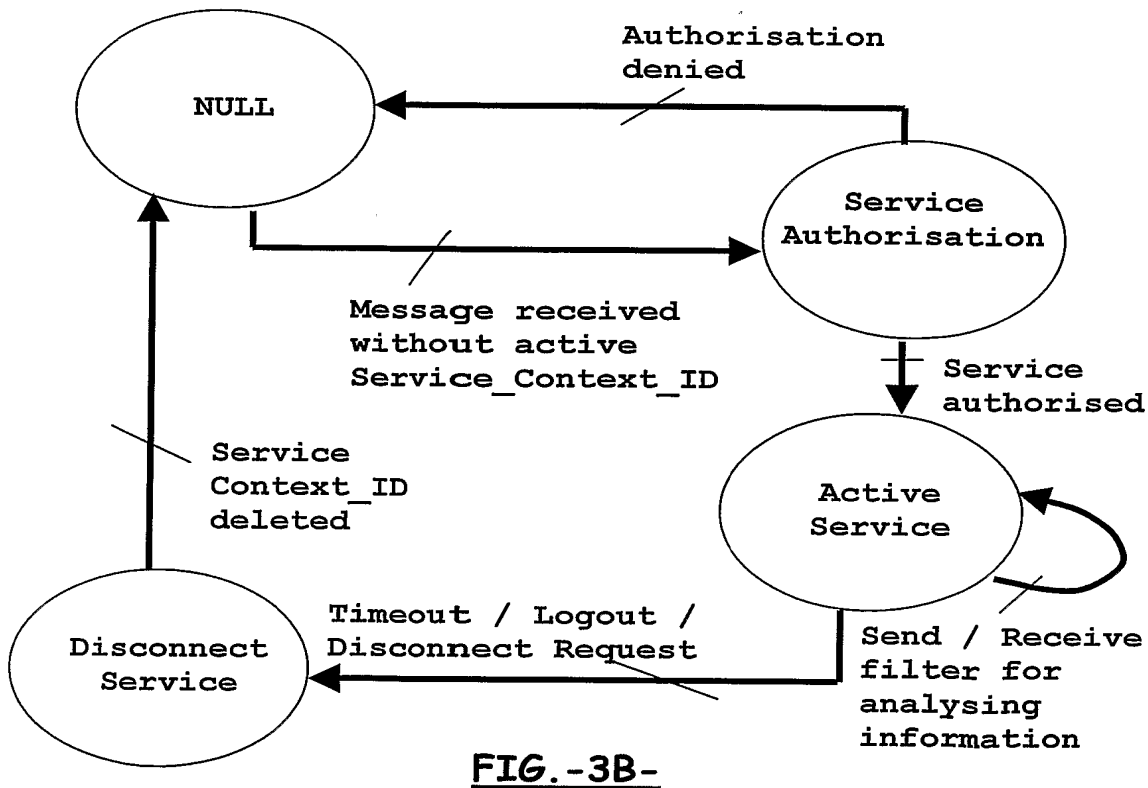 Authorisation
denied
NULL
Service
Authorisation
Message received
without active
Service_Context_ID
Service
authorised
Service
Context_ID
deleted
Active
Service
Timeout / Logout /
Disconnect Request
Disconnect
Service
Send / Receive
filter for
analysing
information
FIG.-3B-